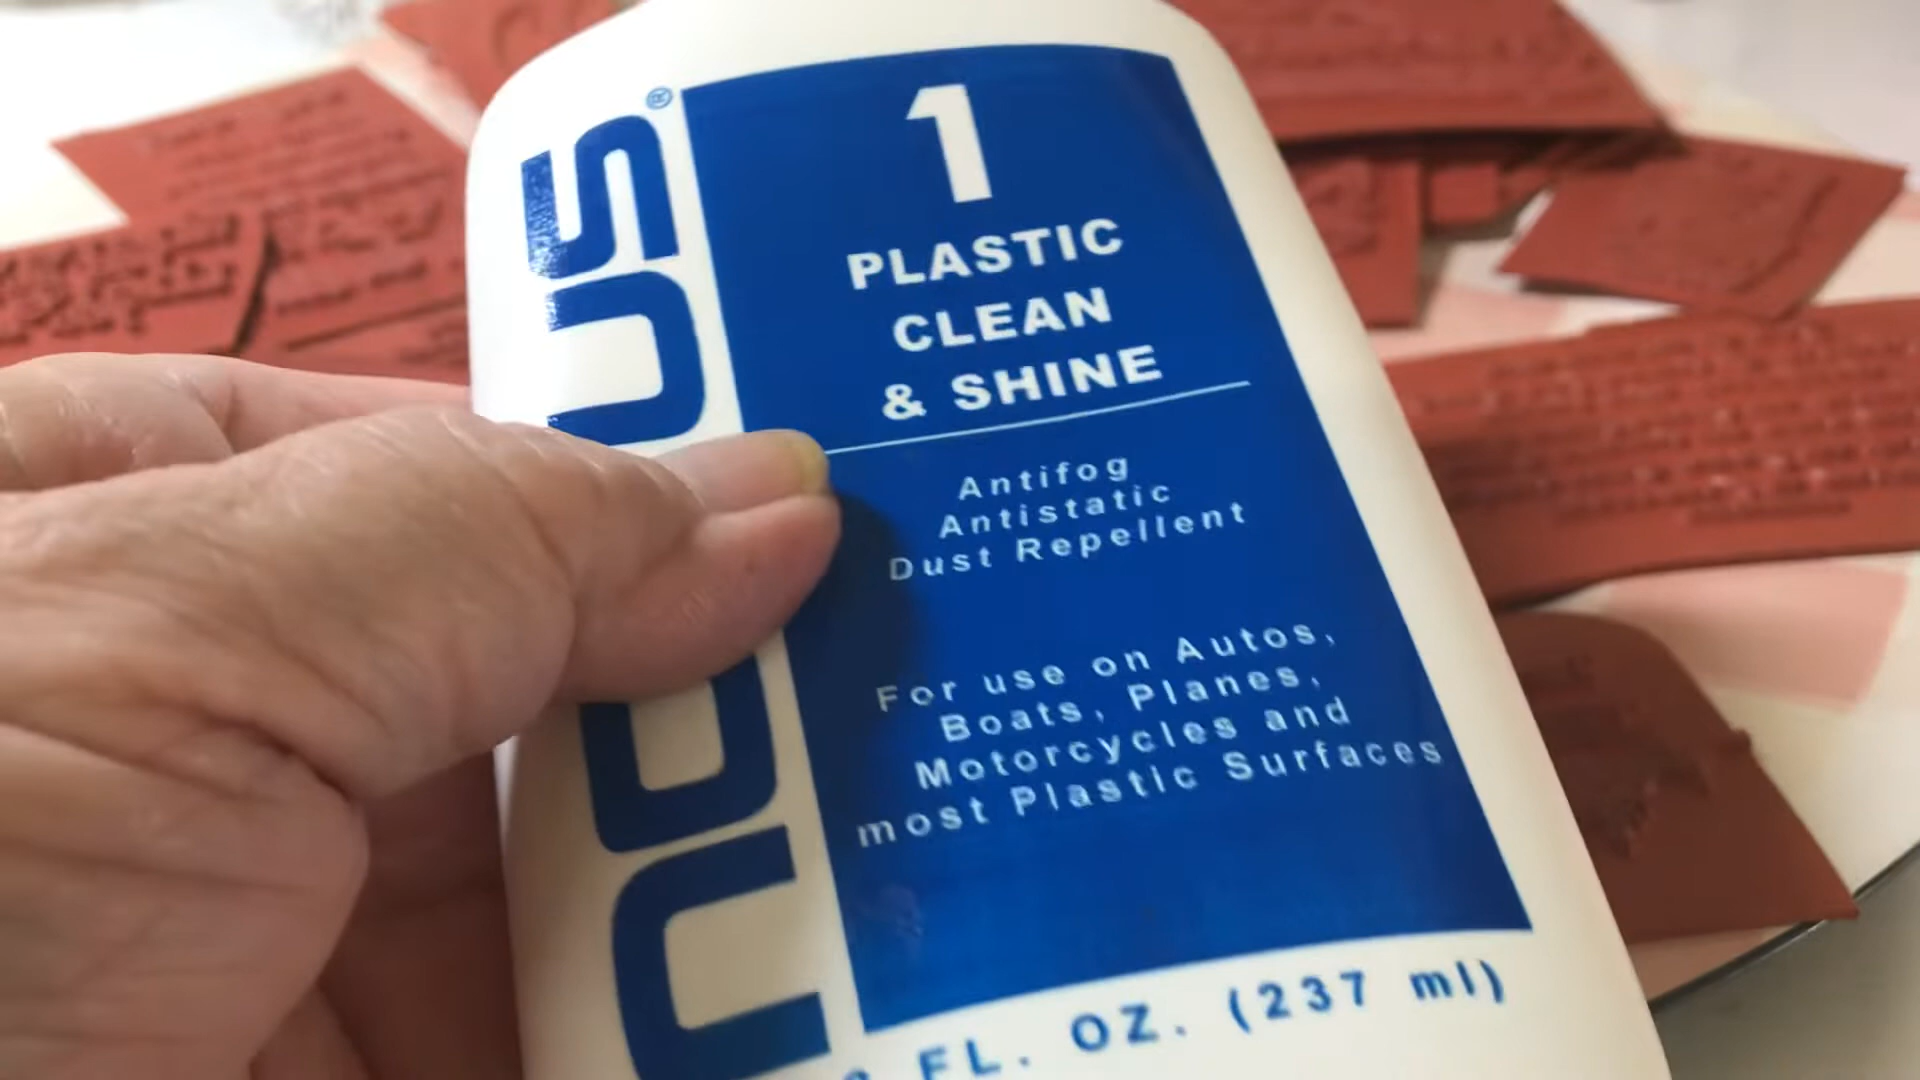 1
PLASTIC
CLEAN
& SHINE
Antifog
Antistatic
Dust Repellent
For use on Autos,
Boats, Planes,
Motorcycles and
most Plastic Surfaces
FL. OZ. (237 ml)